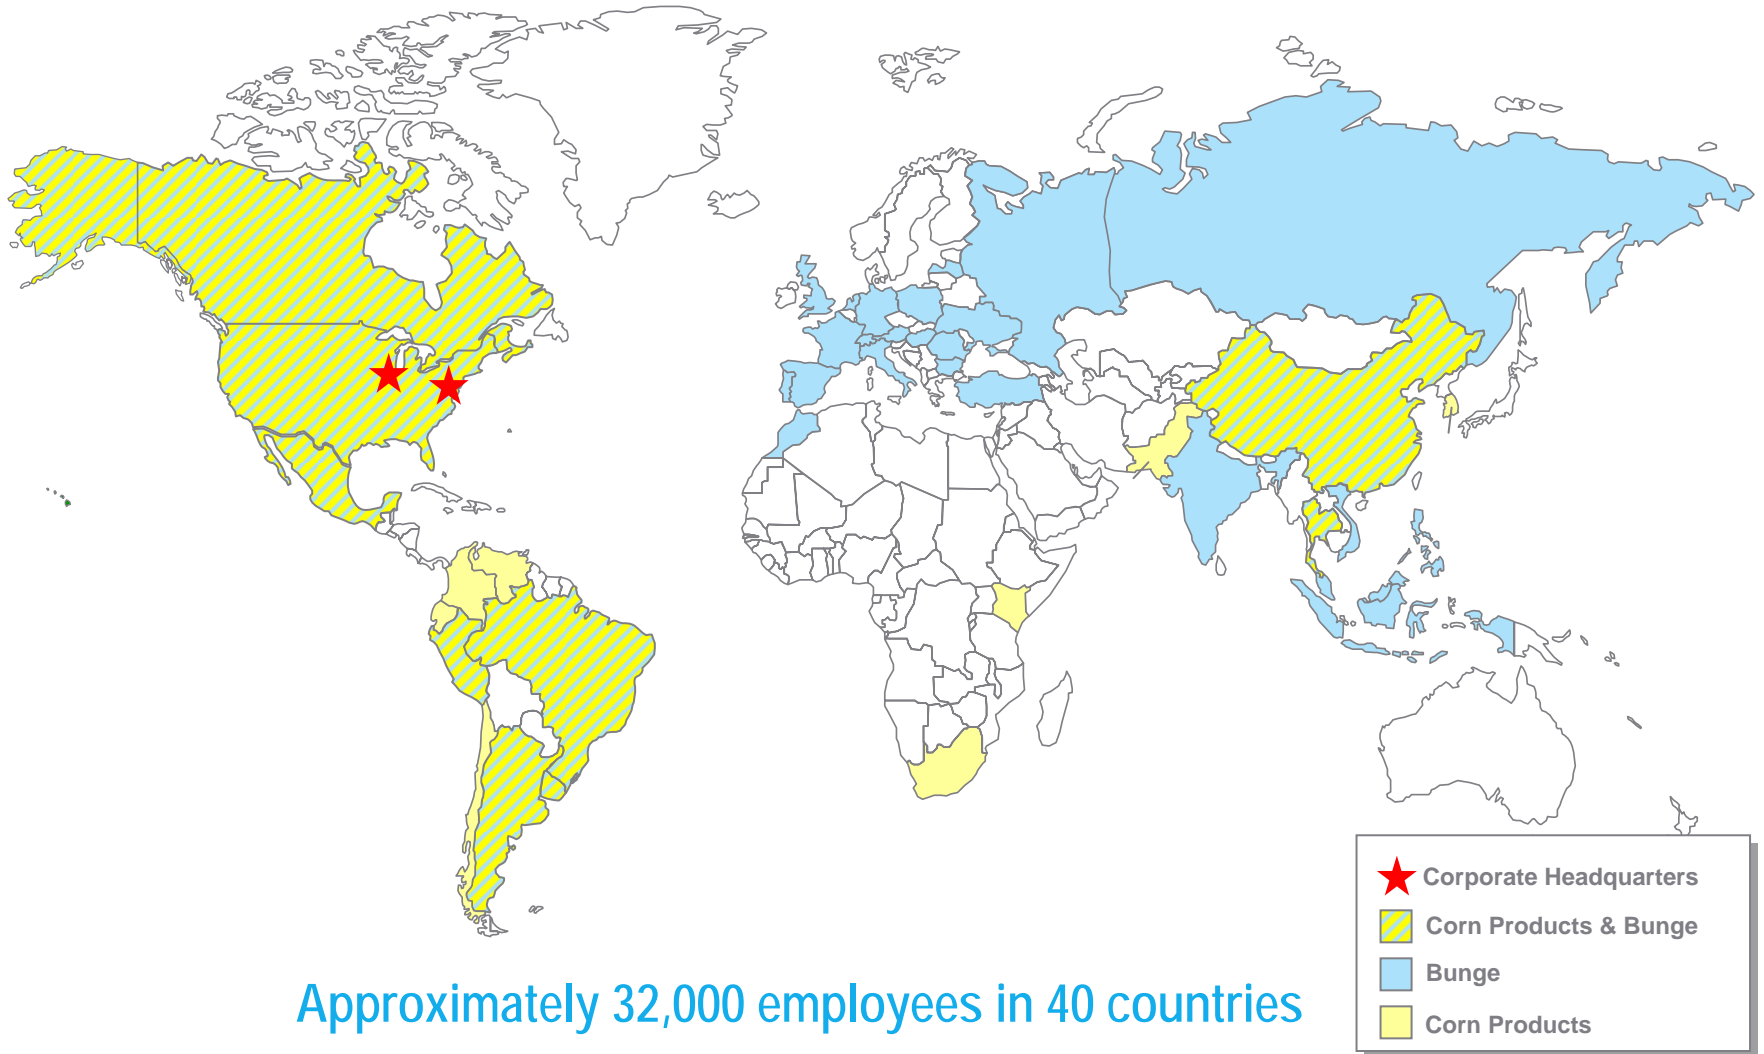 Corporate Headquarters
Corn Products & Bunge
Bunge
Corn Products
Approximately 32,000 employees in 40 countries